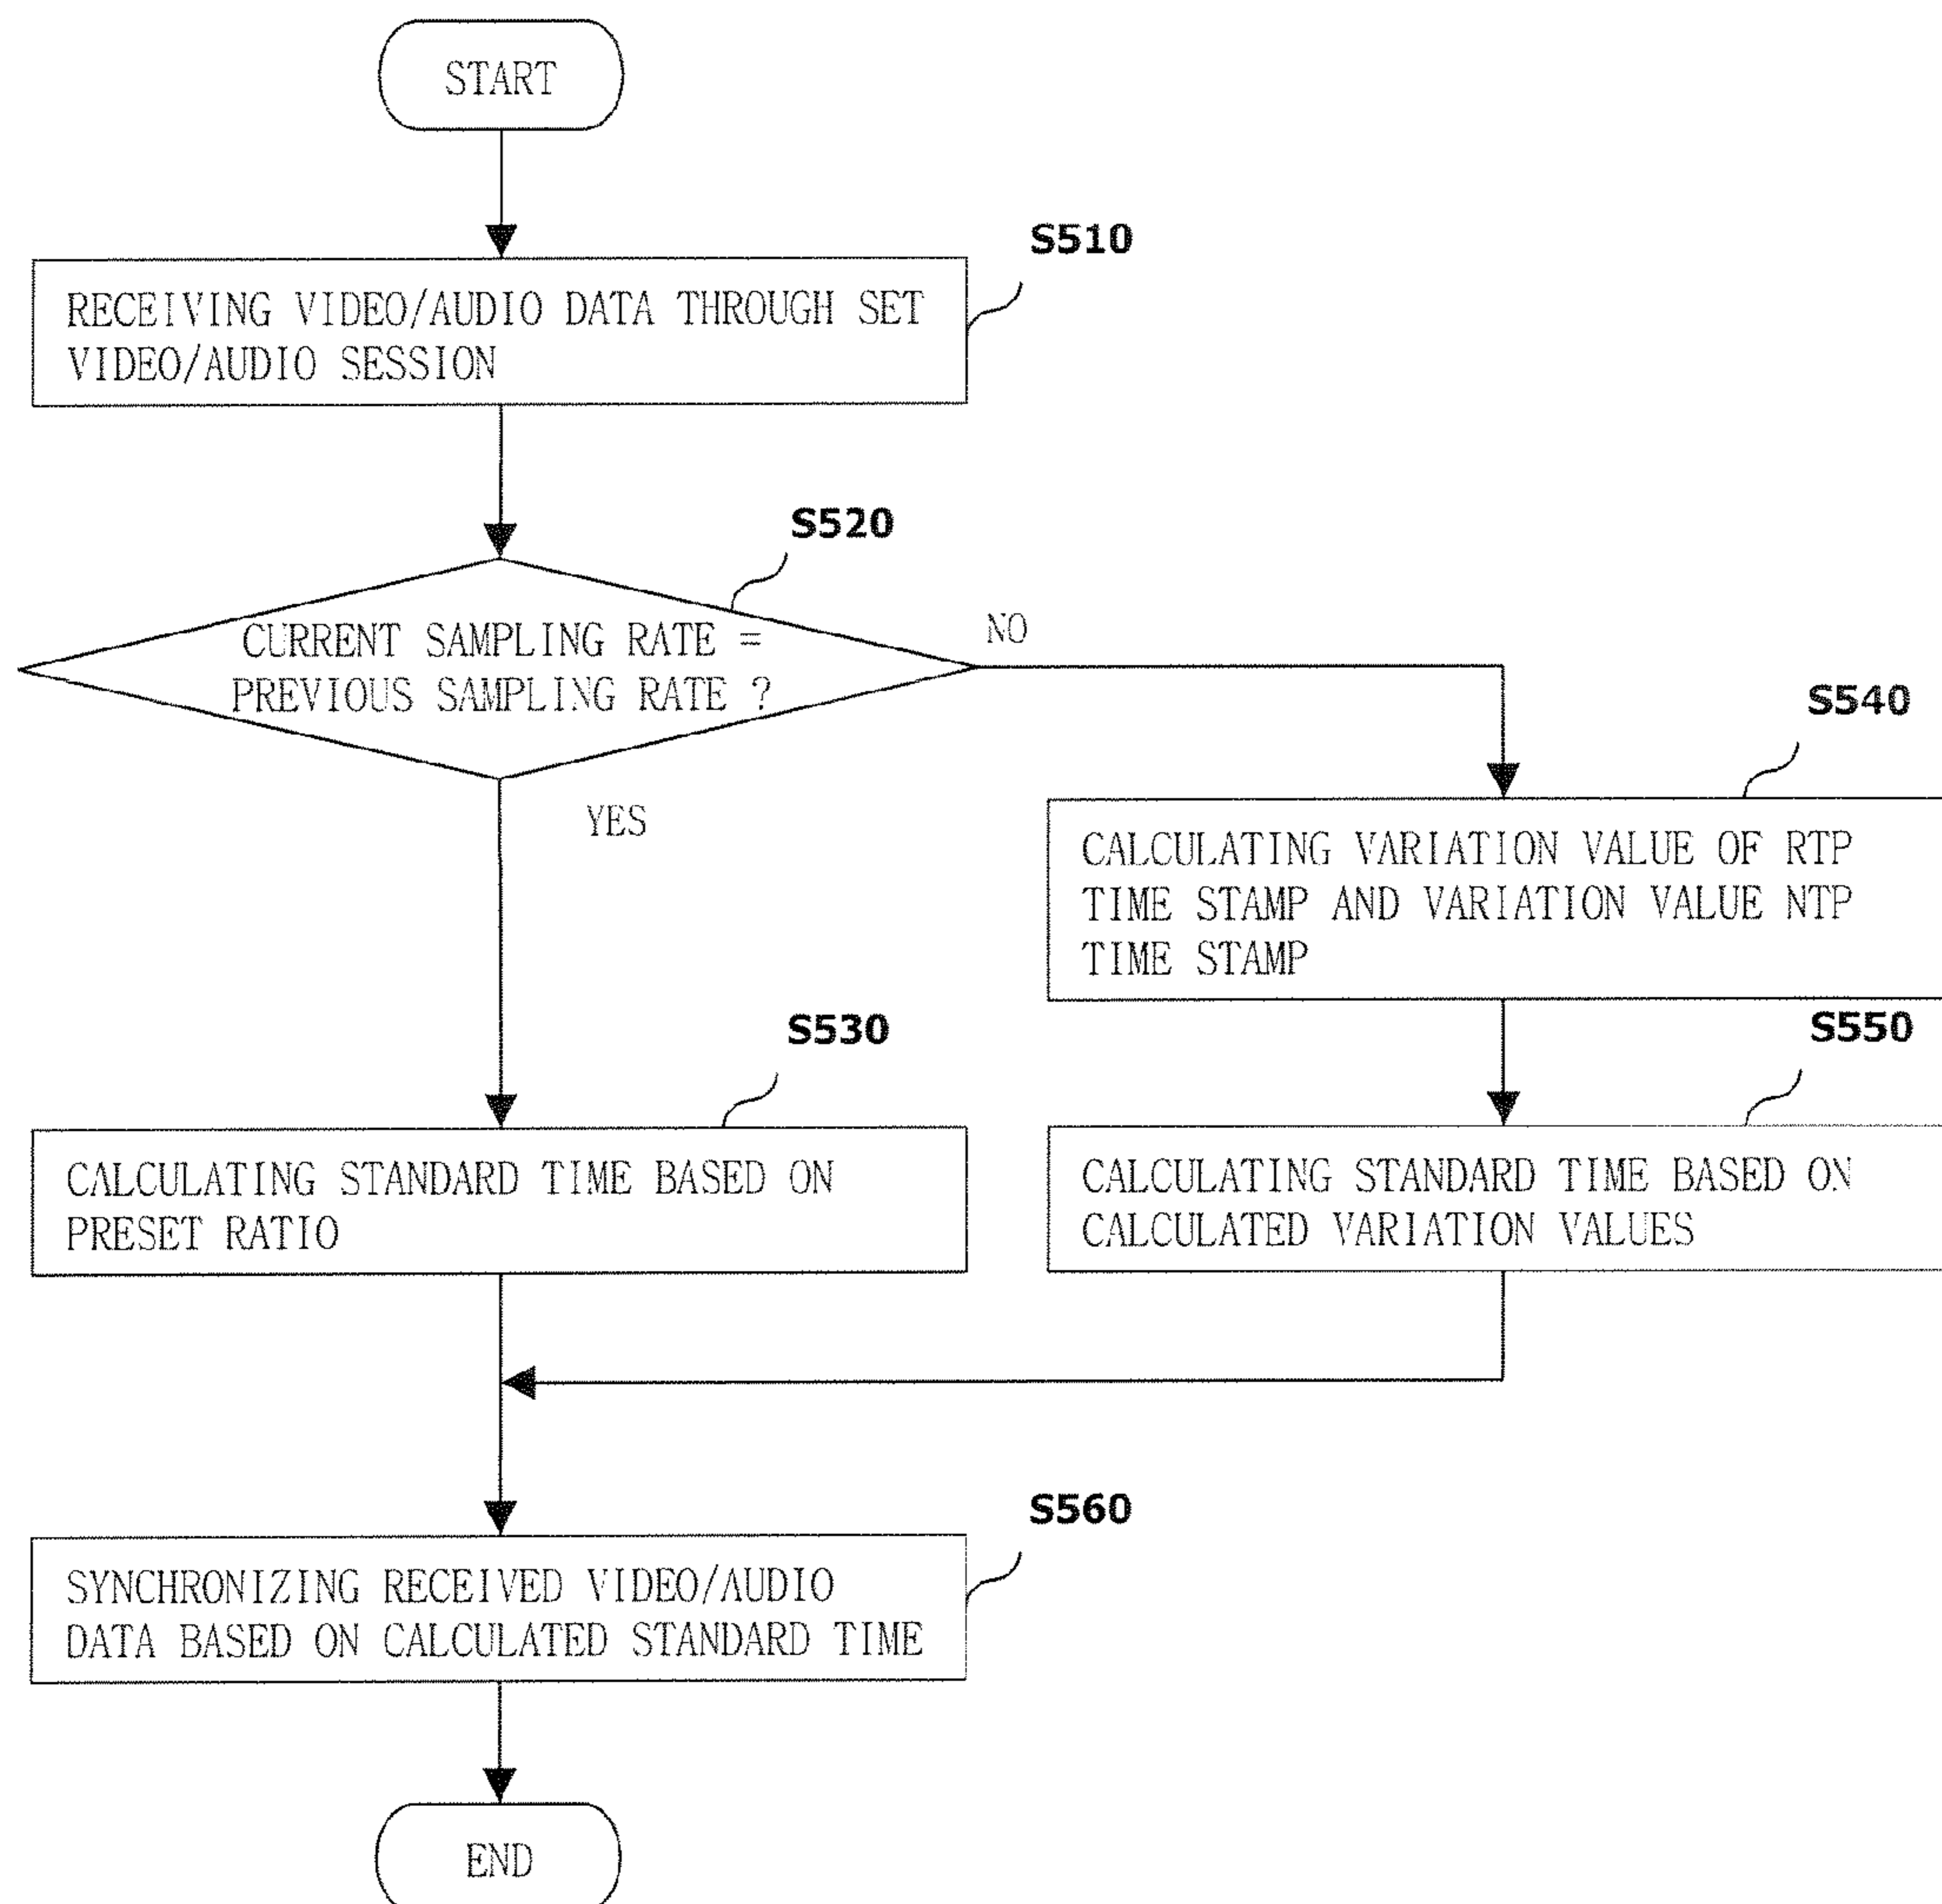 START
S510
RECEIVING VIDEO/AUDIO DATA THROUGH SET
VIDEO/AUDIO SESSION
S520
CURRENT SAMPLING RATE =
PREVIOUS SAMPLING RATE ?
NO
YES
S540
CALCULATING VARIATION VALUE OF RTP
TIME STAMP AND VARIATION VALUE NTP
TIME STAMP
S530
CALCULATING STANDARD TIME BASED ON
PRESET RATIO
S550
CALCULATING STANDARD TIME BASED ON
CALCULATED VARIATION VALUES
S560
SYNCHRONIZING RECEIVED VIDEO/AUDIO
DATA BASED ON CALCULATED STANDARD TIME
END